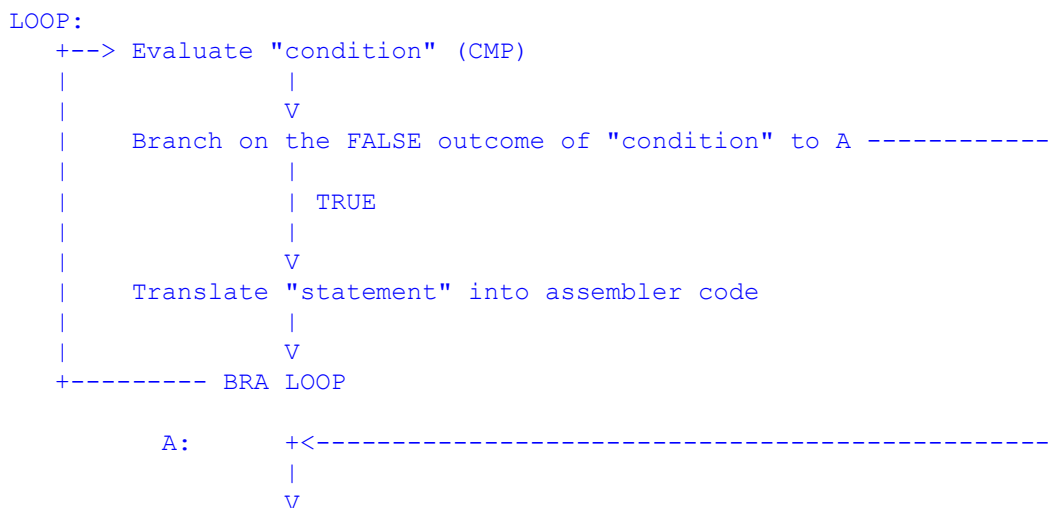 LOOP:
   +--> Evaluate "condition" (CMP)
   |              |
   |              V
   |    Branch on the FALSE outcome of "condition" to A ------------
   |              |
   |              | TRUE
   |              |
   |              V
   |    Translate "statement" into assembler code
   |              |
   |              V
   +--------- BRA LOOP
          A:      +<------------------------------------------------
                  |
                  V